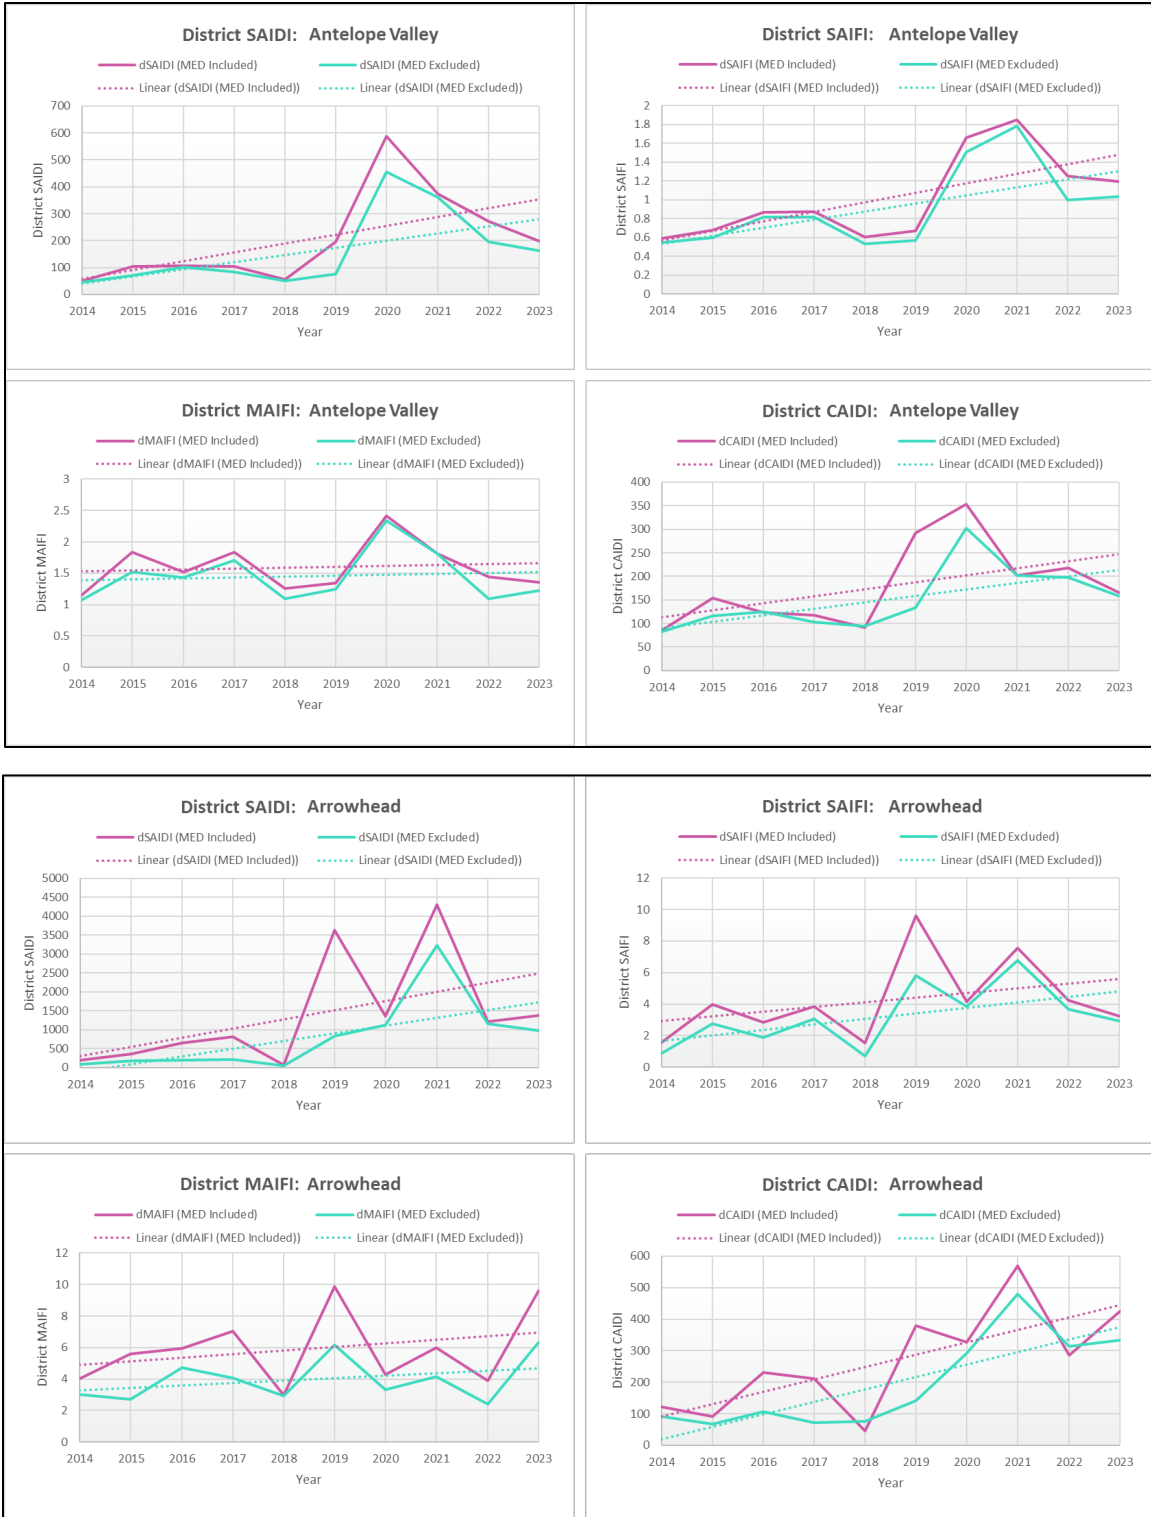 District SAIDI: Antelope Valley
dSAIDI (MED Included)
dSAIDI (MED Excluded)
Linear (dSAIDI (MED Included))
Linear (dSAIDI (MED Excluded))
700
600
500
400
300
200
100
0
District SAIDI
2014 2015 2016 2017 2018 2019 2020 2021 2022 2023
Year
District SAIFI: Antelope Valley
dSAIFI (MED Included)
dSAIFI (MED Excluded)
Linear (dSAIFI (MED Included))
Linear (dSAIFI (MED Excluded))
2
1.8
1.6
1.4
1.2
1
0.8
0.6
0.4
0.2
0
District SAIFI
2014 2015 2016 2017 2018 2019 2020 2021 2022 2023
Year
District MAIFI: Antelope Valley
dMAIFI (MED Included)
dMAIFI (MED Excluded)
Linear (dMAIFI (MED Included))
Linear (dMAIFI (MED Excluded))
3
2.5
2
1.5
1
0.5
0
District MAIFI
2014 2015 2016 2017 2018 2019 2020 2021 2022 2023
Year
District CAIDI: Antelope Valley
dCAIDI (MED Included)
dCAIDI (MED Excluded)
Linear (dCAIDI (MED Included))
Linear (dCAIDI (MED Excluded))
400
350
300
250
200
150
100
50
0
District CAIDI
2014 2015 2016 2017 2018 2019 2020 2021 2022 2023
Year
District SAIDI: Arrowhead
dSAIDI (MED Included)
dSAIDI (MED Excluded)
Linear (dSAIDI (MED Included))
Linear (dSAIDI (MED Excluded))
5000
4500
4000
3500
3000
2500
2000
1500
1000
500
0
District SAIDI
2014 2015 2016 2017 2018 2019 2020 2021 2022 2023
Year
District SAIFI: Arrowhead
dSAIFI (MED Included)
dSAIFI (MED Excluded)
Linear (dSAIFI (MED Included))
Linear (dSAIFI (MED Excluded))
12
10
8
6
4
2
0
District SAIFI
2014 2015 2016 2017 2018 2019 2020 2021 2022 2023
Year
District MAIFI: Arrowhead
dMAIFI (MED Included)
dMAIFI (MED Excluded)
Linear (dMAIFI (MED Included))
Linear (dMAIFI (MED Excluded))
12
10
8
6
4
2
0
District MAIFI
2014 2015 2016 2017 2018 2019 2020 2021 2022 2023
Year
District CAIDI: Arrowhead
dCAIDI (MED Included)
dCAIDI (MED Excluded)
Linear (dCAIDI (MED Included))
Linear (dCAIDI (MED Excluded))
600
500
400
300
200
100
0
District CAIDI
2014 2015 2016 2017 2018 2019 2020 2021 2022 2023
Year